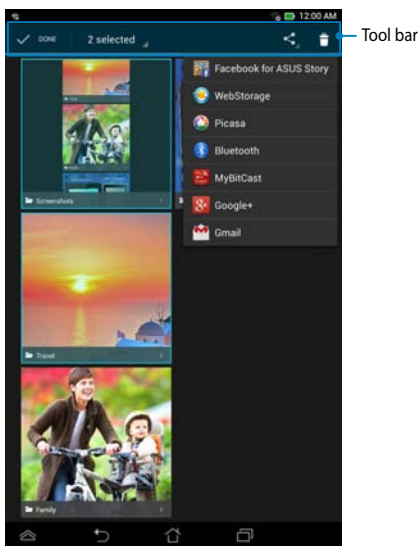 12:00 AM
DONE
2 selected
Tool bar
Facebook for ASUS Story
WebStorage
Picasa
Bluetooth
MyBitCast
Google+
Gmail
Screenshots
Travel
Family